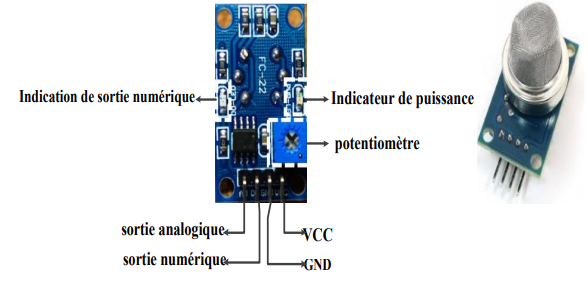 FC-22
Indication de sortie numérique
Indicateur de puissance
potentiomètre
sortie analogique
VCC
sortie numérique
GND